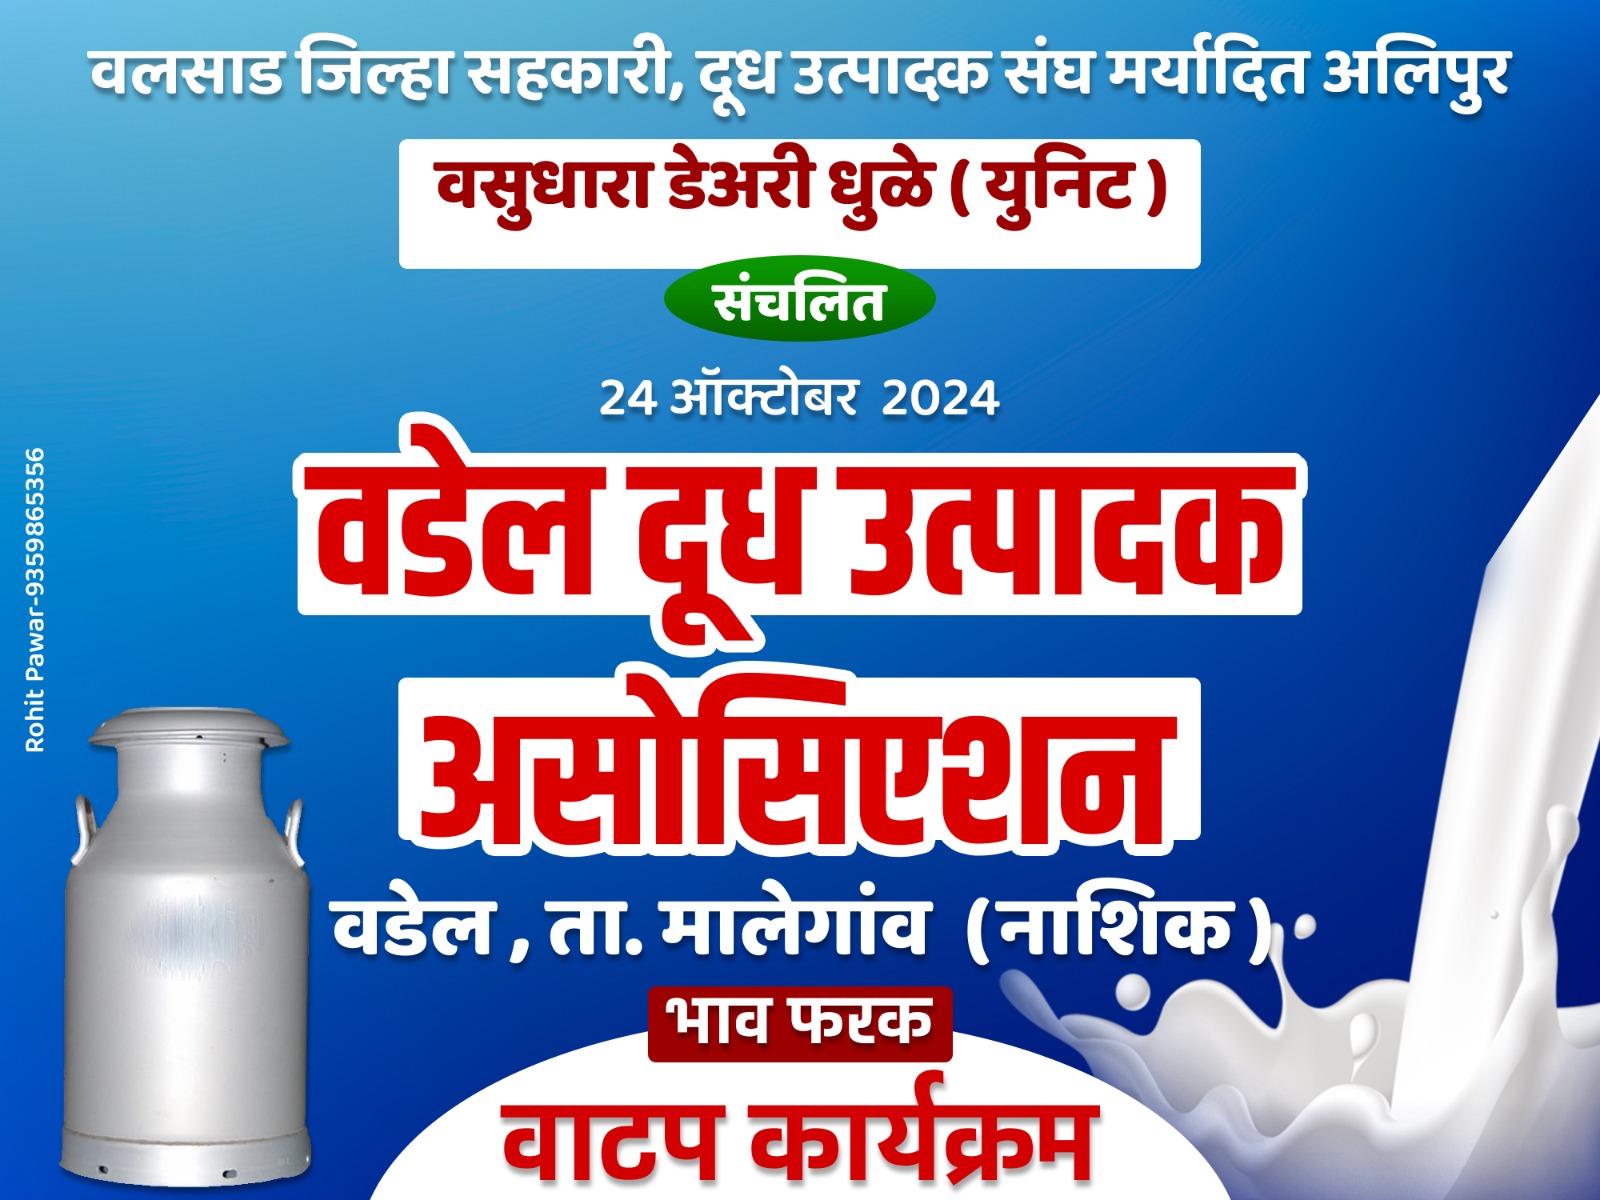 वलसाड जिल्हा सहकारी, दूध उत्पादक संघ मर्यादित अलिपुर
वसुधारा डेअरी धुळे ( युनिट )
संचलित
24 ऑक्टोबर 2024
वडेल दूध उत्पादक
असोसिएशन
वडेल , ता. मालेगांव ( नाशिक )
भाव फरक
वाटप कार्यक्रम
Rohit Pawar-9359865356